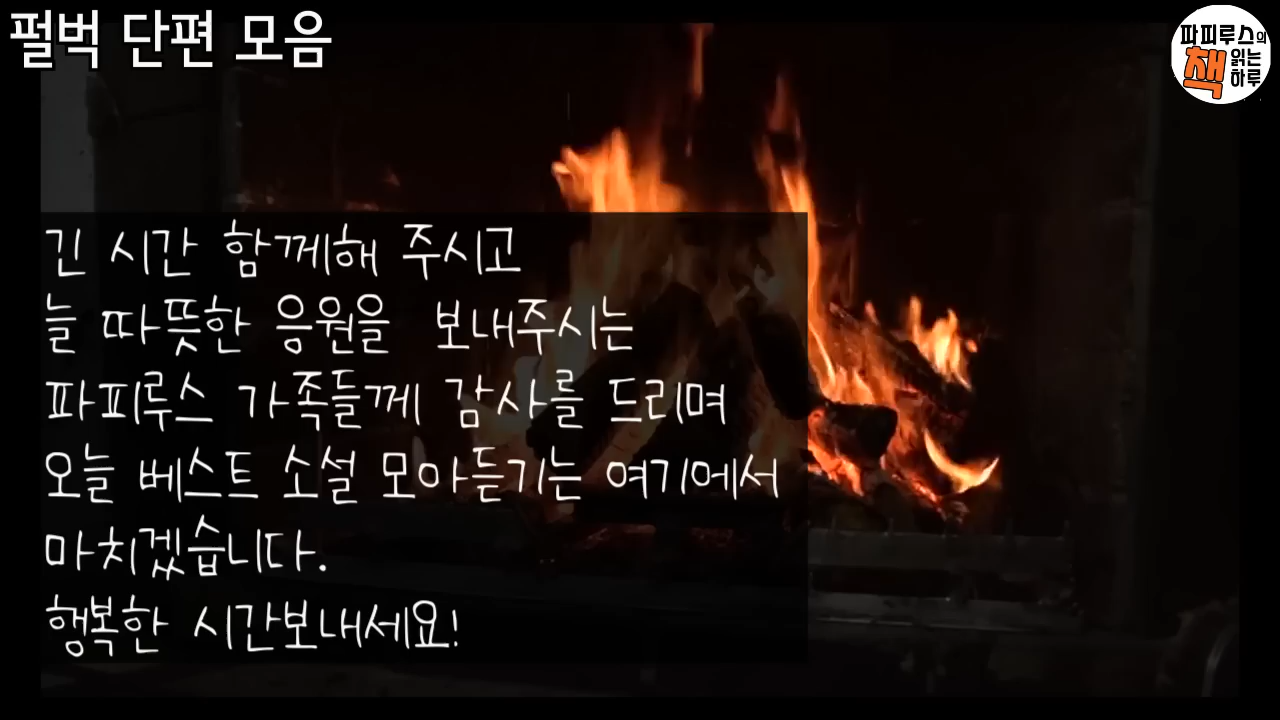 펄벅 단편 모음
파피루스의
책 읽는
하루
긴 시간 함께해 주시고
늘 따뜻한 음원을 보내주시는
파피루스 가족들께 감사를 드리며
오늘 베스트 소설 모아듣기는 여기에서
마치겠습니다.
행복한 시간보내세요!